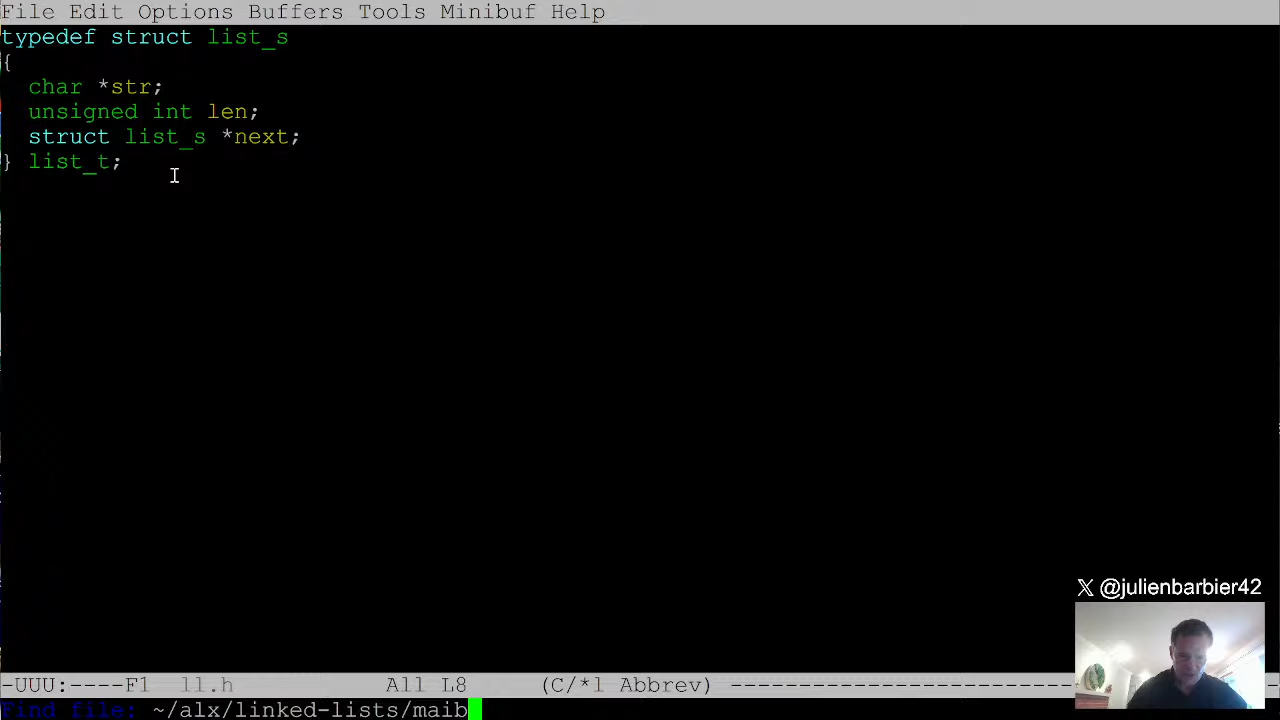 File Edit Options Buffers Tools Minibuf Help
typedef struct list_s
{
  char *str;
  unsigned int len;
  struct list_s *next;
} list_t;
𝕏 @julienbarbier42
-UUU:----F1  ll.h           All L8     (C/*l Abbrev) --------------------------
Find file: ~/alx/linked-lists/maib